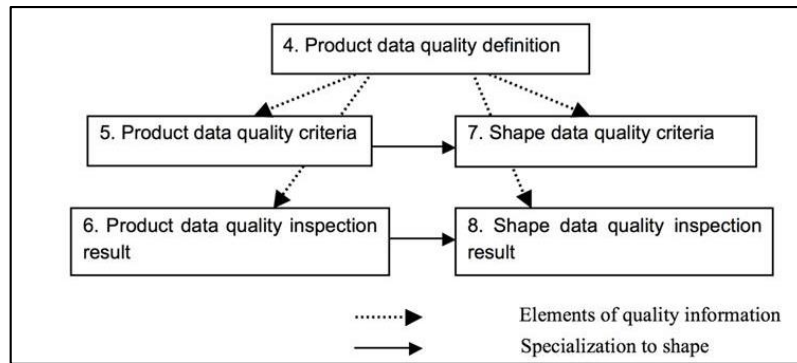 4. Product data quality definition
5. Product data quality criteria
7. Shape data quality criteria
6. Product data quality inspection
result
8. Shape data quality inspection
result
Elements of quality information
Specialization to shape